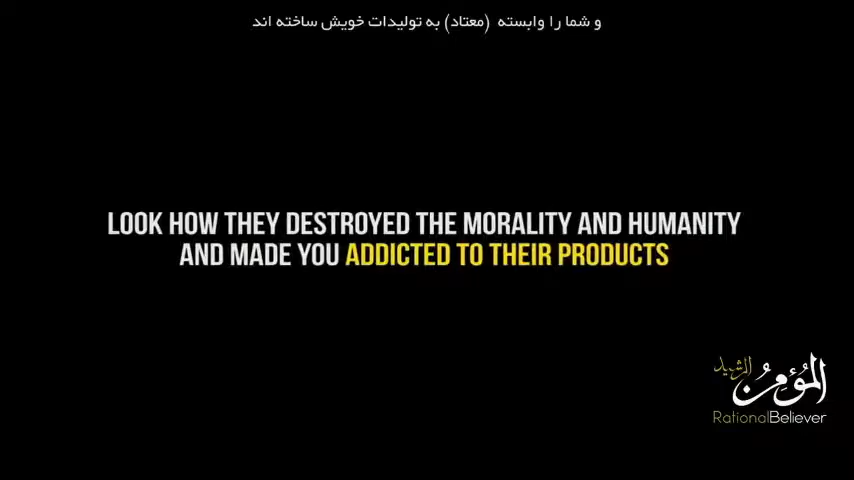 و شما را وابسته (معتاد) به تولیدات خویش ساخته اند
LOOK HOW THEY DESTROYED THE MORALITY AND HUMANITY
AND MADE YOU ADDICTED TO THEIR PRODUCTS
المؤمن الرشيد
RationalBeliever